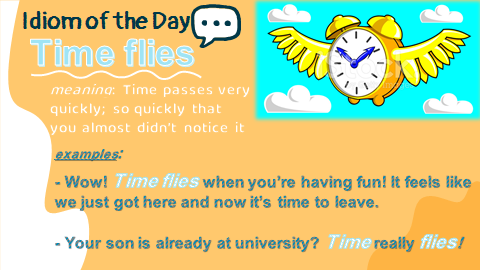 Idiom of the Day
Time flies
meaning: Time passes very
quickly; so quickly that
you almost didn't notice it
examples:
- Wow! Time flies when you're having fun! It feels like
we just got here and now it's time to leave.
- Your son is already at university? Time really flies!